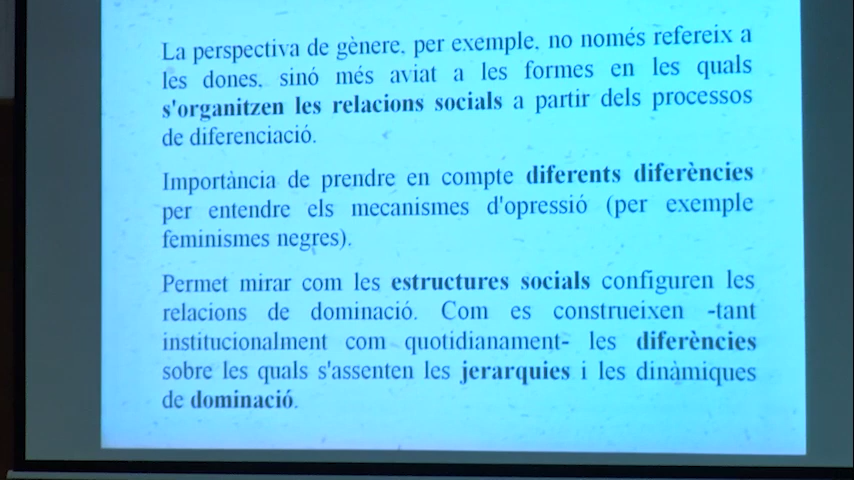 La perspectiva de gènere, per exemple, no només refereix a
les dones, sinó més aviat a les formes en les quals
s'organitzen les relacions socials a partir dels processos
de diferenciació.
Importància de prendre en compte diferents diferències
per entendre els mecanismes d'opressió (per exemple
feminismes negres).
Permet mirar com les estructures socials configuren les
relacions de dominació. Com es construeixen -tant
institucionalment com quotidianament- les diferències
sobre les quals s'assenten les jerarquies i les dinàmiques
de dominació.